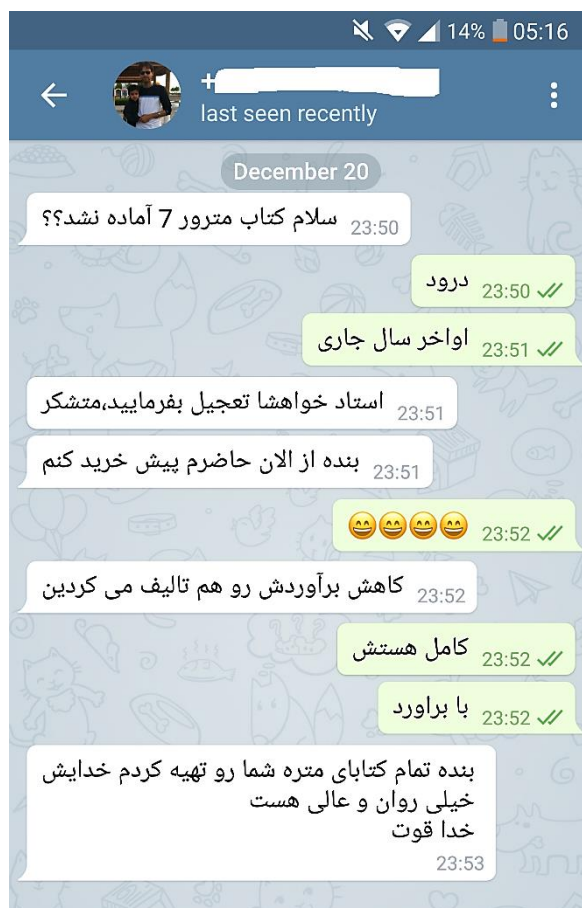 14% 05:16
+
last seen recently
December 20
سلام کتاب مترور 7 آماده نشد؟؟ 23:50
درود 23:50
اواخر سال جاری 23:51
استاد خواهشا تعجیل بفرمایید،متشکر 23:51
بنده از الان حاضرم پیش خرید کنم 23:51
😄😄😄😄 23:52
کاهش برآوردش رو هم تالیف می کردین 23:52
کامل هستش 23:52
با براورد 23:52
بنده تمام کتابای متره شما رو تهیه کردم خدایش
خیلی روان و عالی هست
خدا قوت
23:53